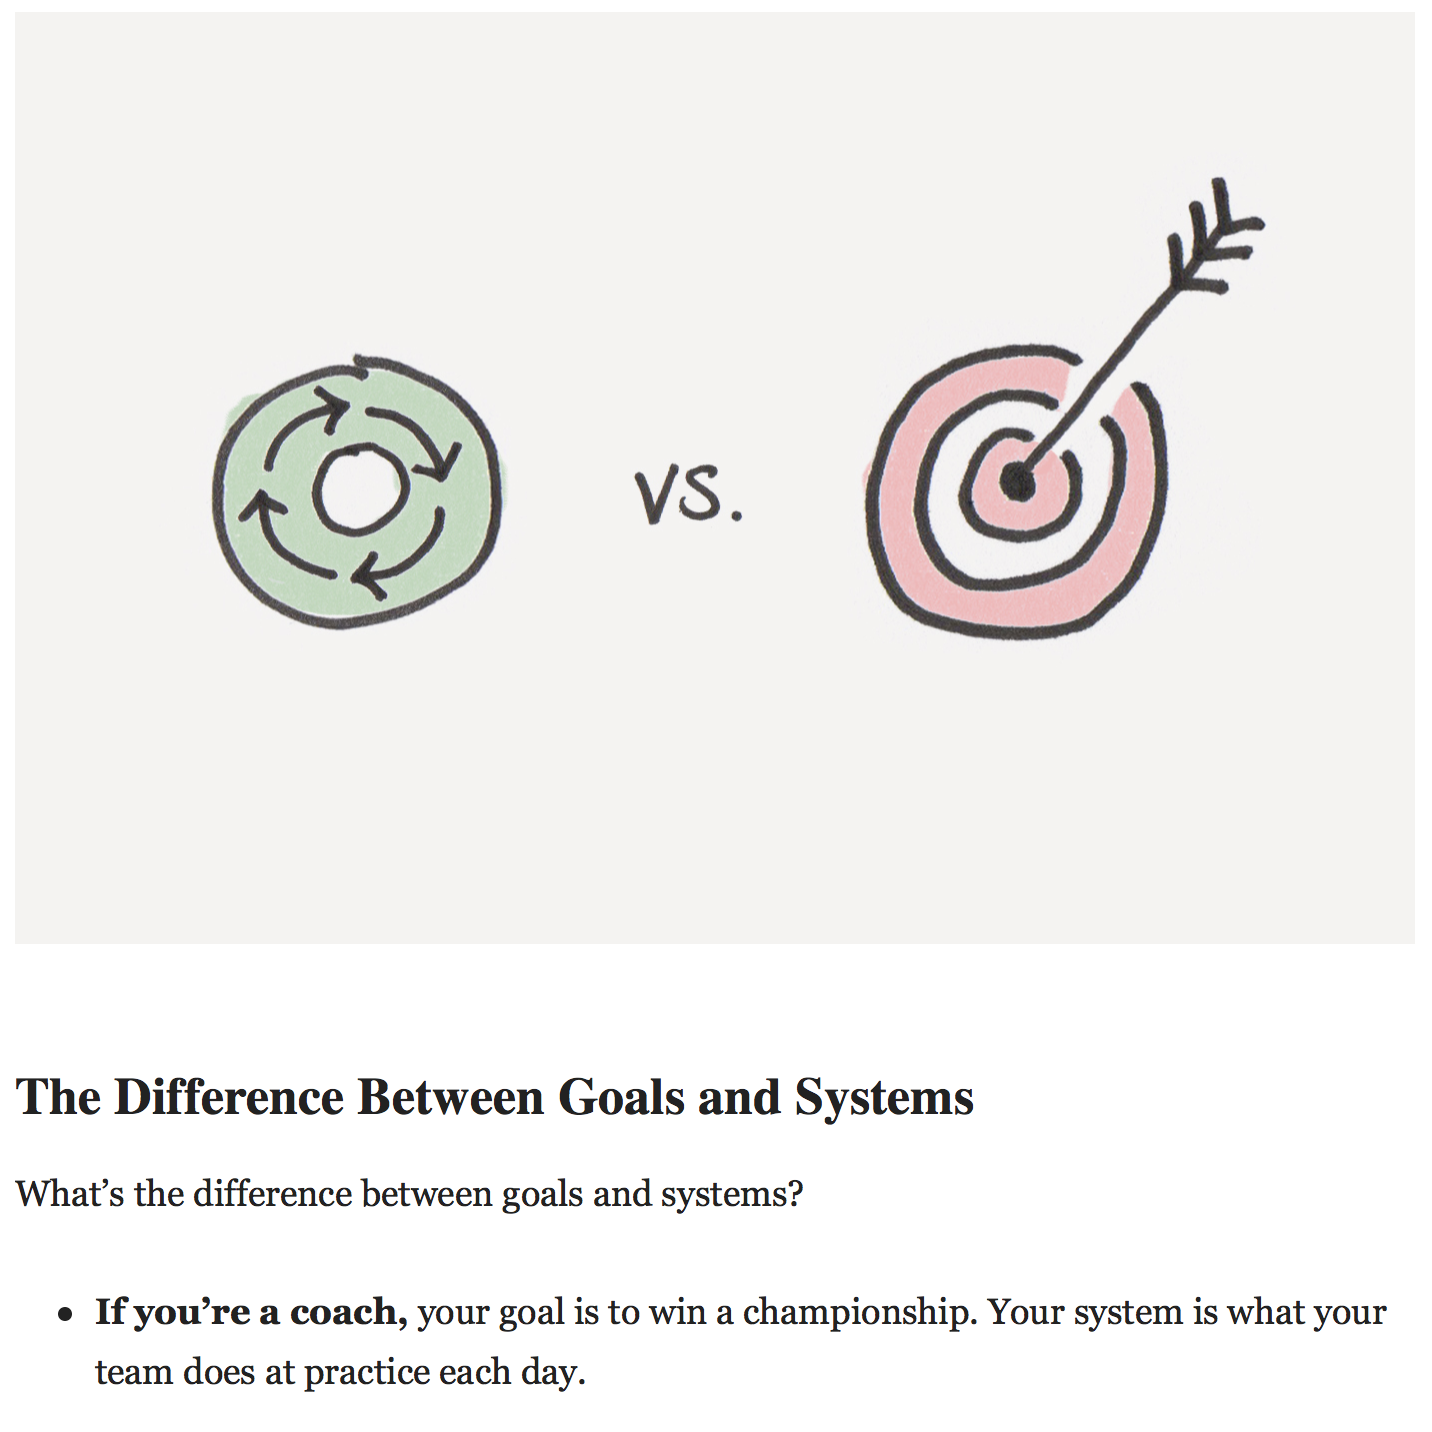 vs.
The Difference Between Goals and Systems
What’s the difference between goals and systems?
• If you’re a coach, your goal is to win a championship. Your system is what your
team does at practice each day.